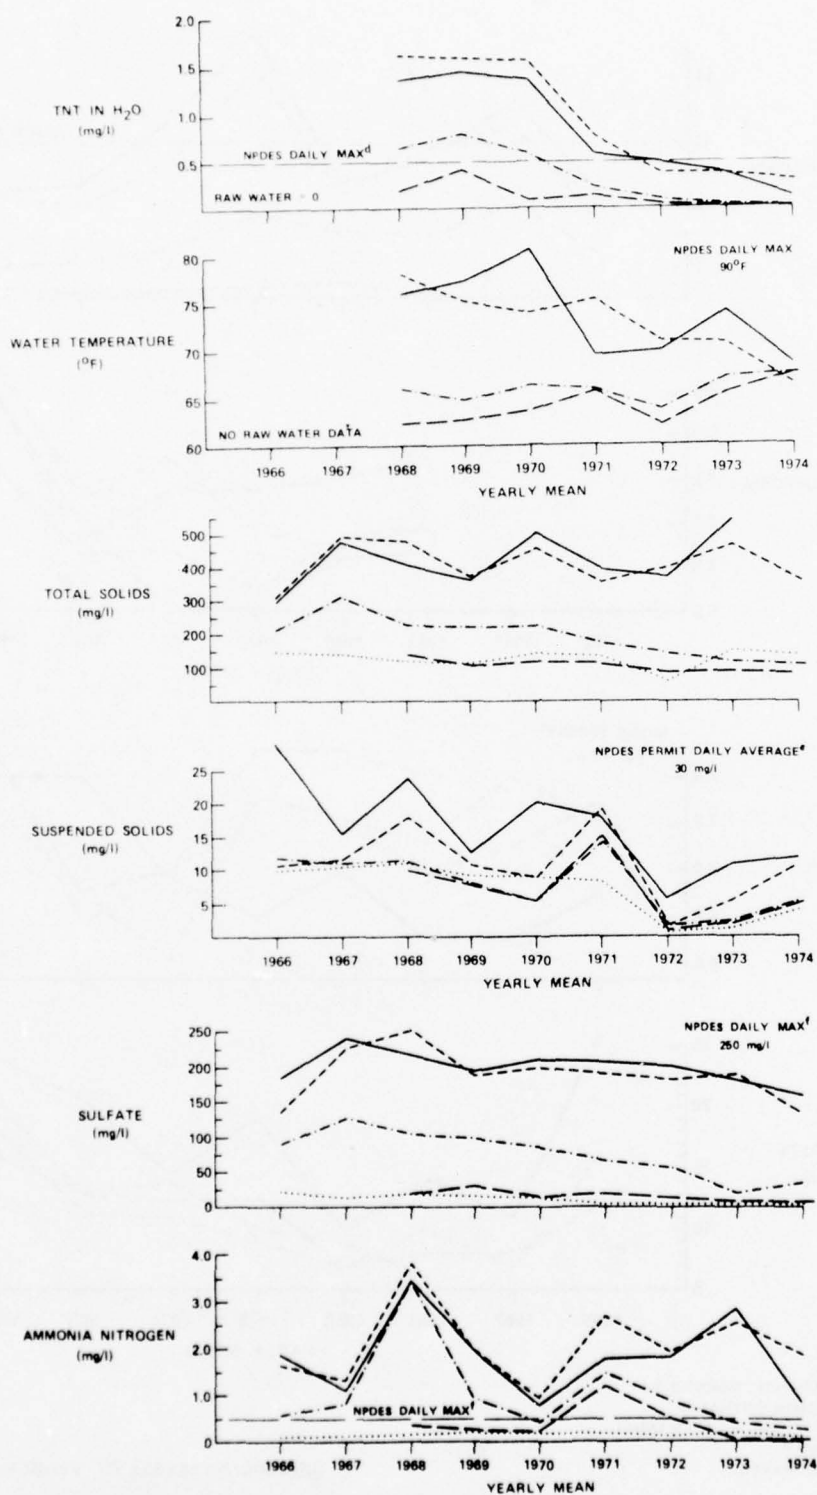 2.0
1.5
1.0
0.5
TNT IN H2O
(mg/l)
NPDES DAILY MAXd
RAW WATER = 0
80
75
70
65
60
WATER TEMPERATURE
(°F)
NPDES DAILY MAX
90°F
NO RAW WATER DATA
1966 1967 1968 1969 1970 1971 1972 1973 1974
YEARLY MEAN
500
400
300
200
100
TOTAL SOLIDS
(mg/l)
NPDES PERMIT DAILY AVERAGEe
30 mg/l
25
20
15
10
5
SUSPENDED SOLIDS
(mg/l)
1966 1967 1968 1969 1970 1971 1972 1973 1974
YEARLY MEAN
NPDES DAILY MAXf
250 mg/l
250
200
150
100
50
0
SULFATE
(mg/l)
4.0
3.0
2.0
1.0
0
AMMONIA NITROGEN
(mg/l)
NPDES DAILY MAXf
1966 1967 1968 1969 1970 1971 1972 1973 1974
YEARLY MEAN